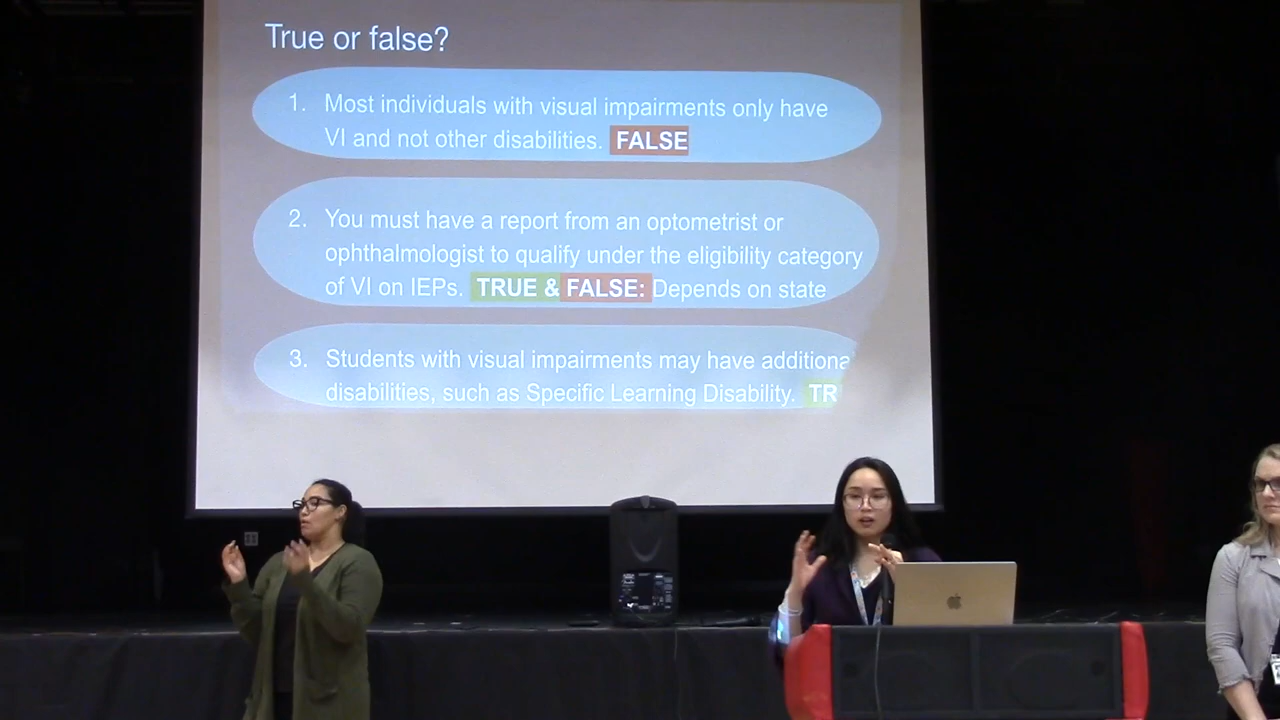 True or false?
1. Most individuals with visual impairments only have
VI and not other disabilities. FALSE
2. You must have a report from an optometrist or
ophthalmologist to qualify under the eligibility category
of VI on IEPs. TRUE & FALSE: Depends on state
3. Students with visual impairments may have additiona
disabilities, such as Specific Learning Disability. TR